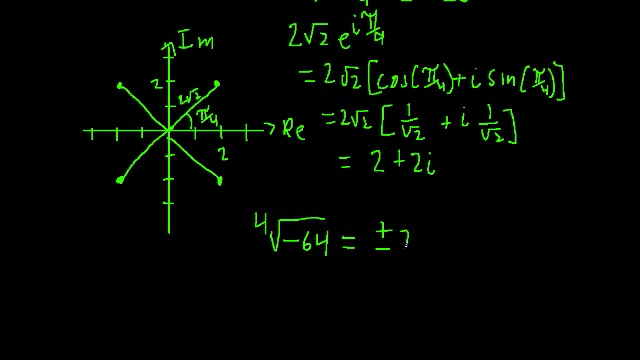 Im
2
2√2
π/4
Re
2
2√2 e^{iπ/4}
= 2√2 [cos(π/4) + i sin(π/4)]
= 2√2 [1/√2 + i 1/√2]
= 2 + 2i
⁴√-64 = ±